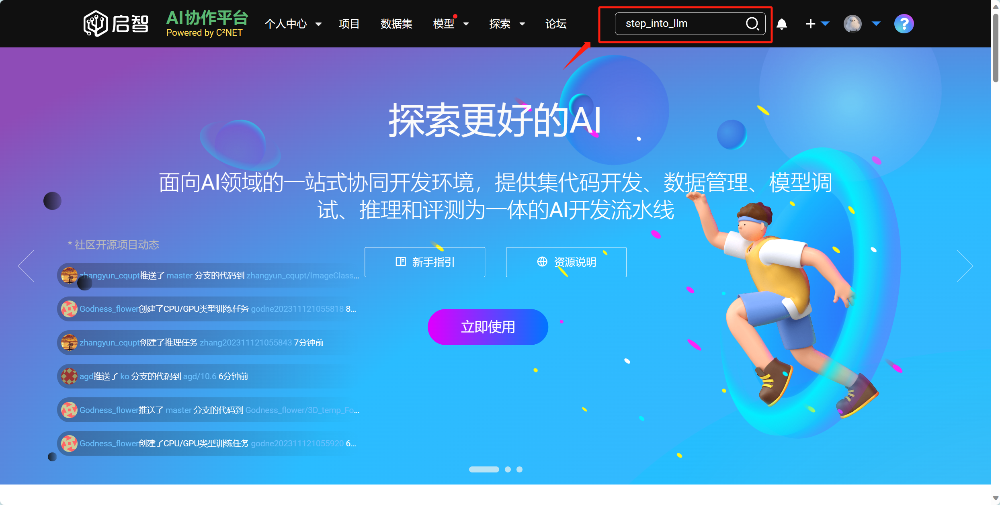 启智
AI协作平台
Powered by C²NET
个人中心
项目
数据集
模型
探索
论坛
step_into_llm
?
探索更好的AI
面向AI领域的一站式协同开发环境，提供集代码开发、数据管理、模型调
试、推理和评测为一体的AI开发流水线
* 社区开源项目动态
新手指引
资源说明
zhangyun_cqupt推送了 master 分支的代码到 zhangyun_cqupt/ImageClass...
Godness_flower创建了CPU/GPU类型训练任务 godne202311121055818 8...
立即使用
zhangyun_cqupt创建了推理任务 zhang202311121055843 7分钟前
agd推送了 ko 分支的代码到 agd/10.6 6分钟前
Godness_flower推送了 master 分支的代码到 Godness_flower/3D_temp_Fo...
Godness_flower创建了CPU/GPU类型训练任务 godne202311121055920 6...